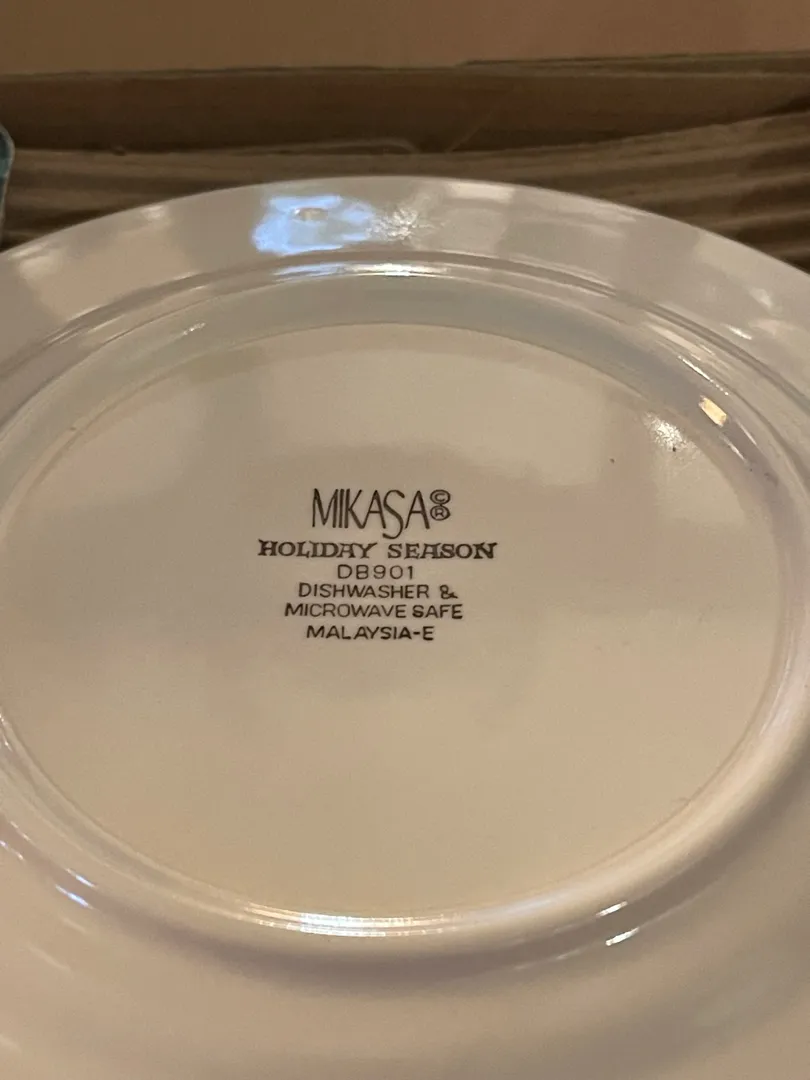 MIKASA ©®
HOLIDAY SEASON
DB901
DISHWASHER &
MICROWAVE SAFE
MALAYSIA-E